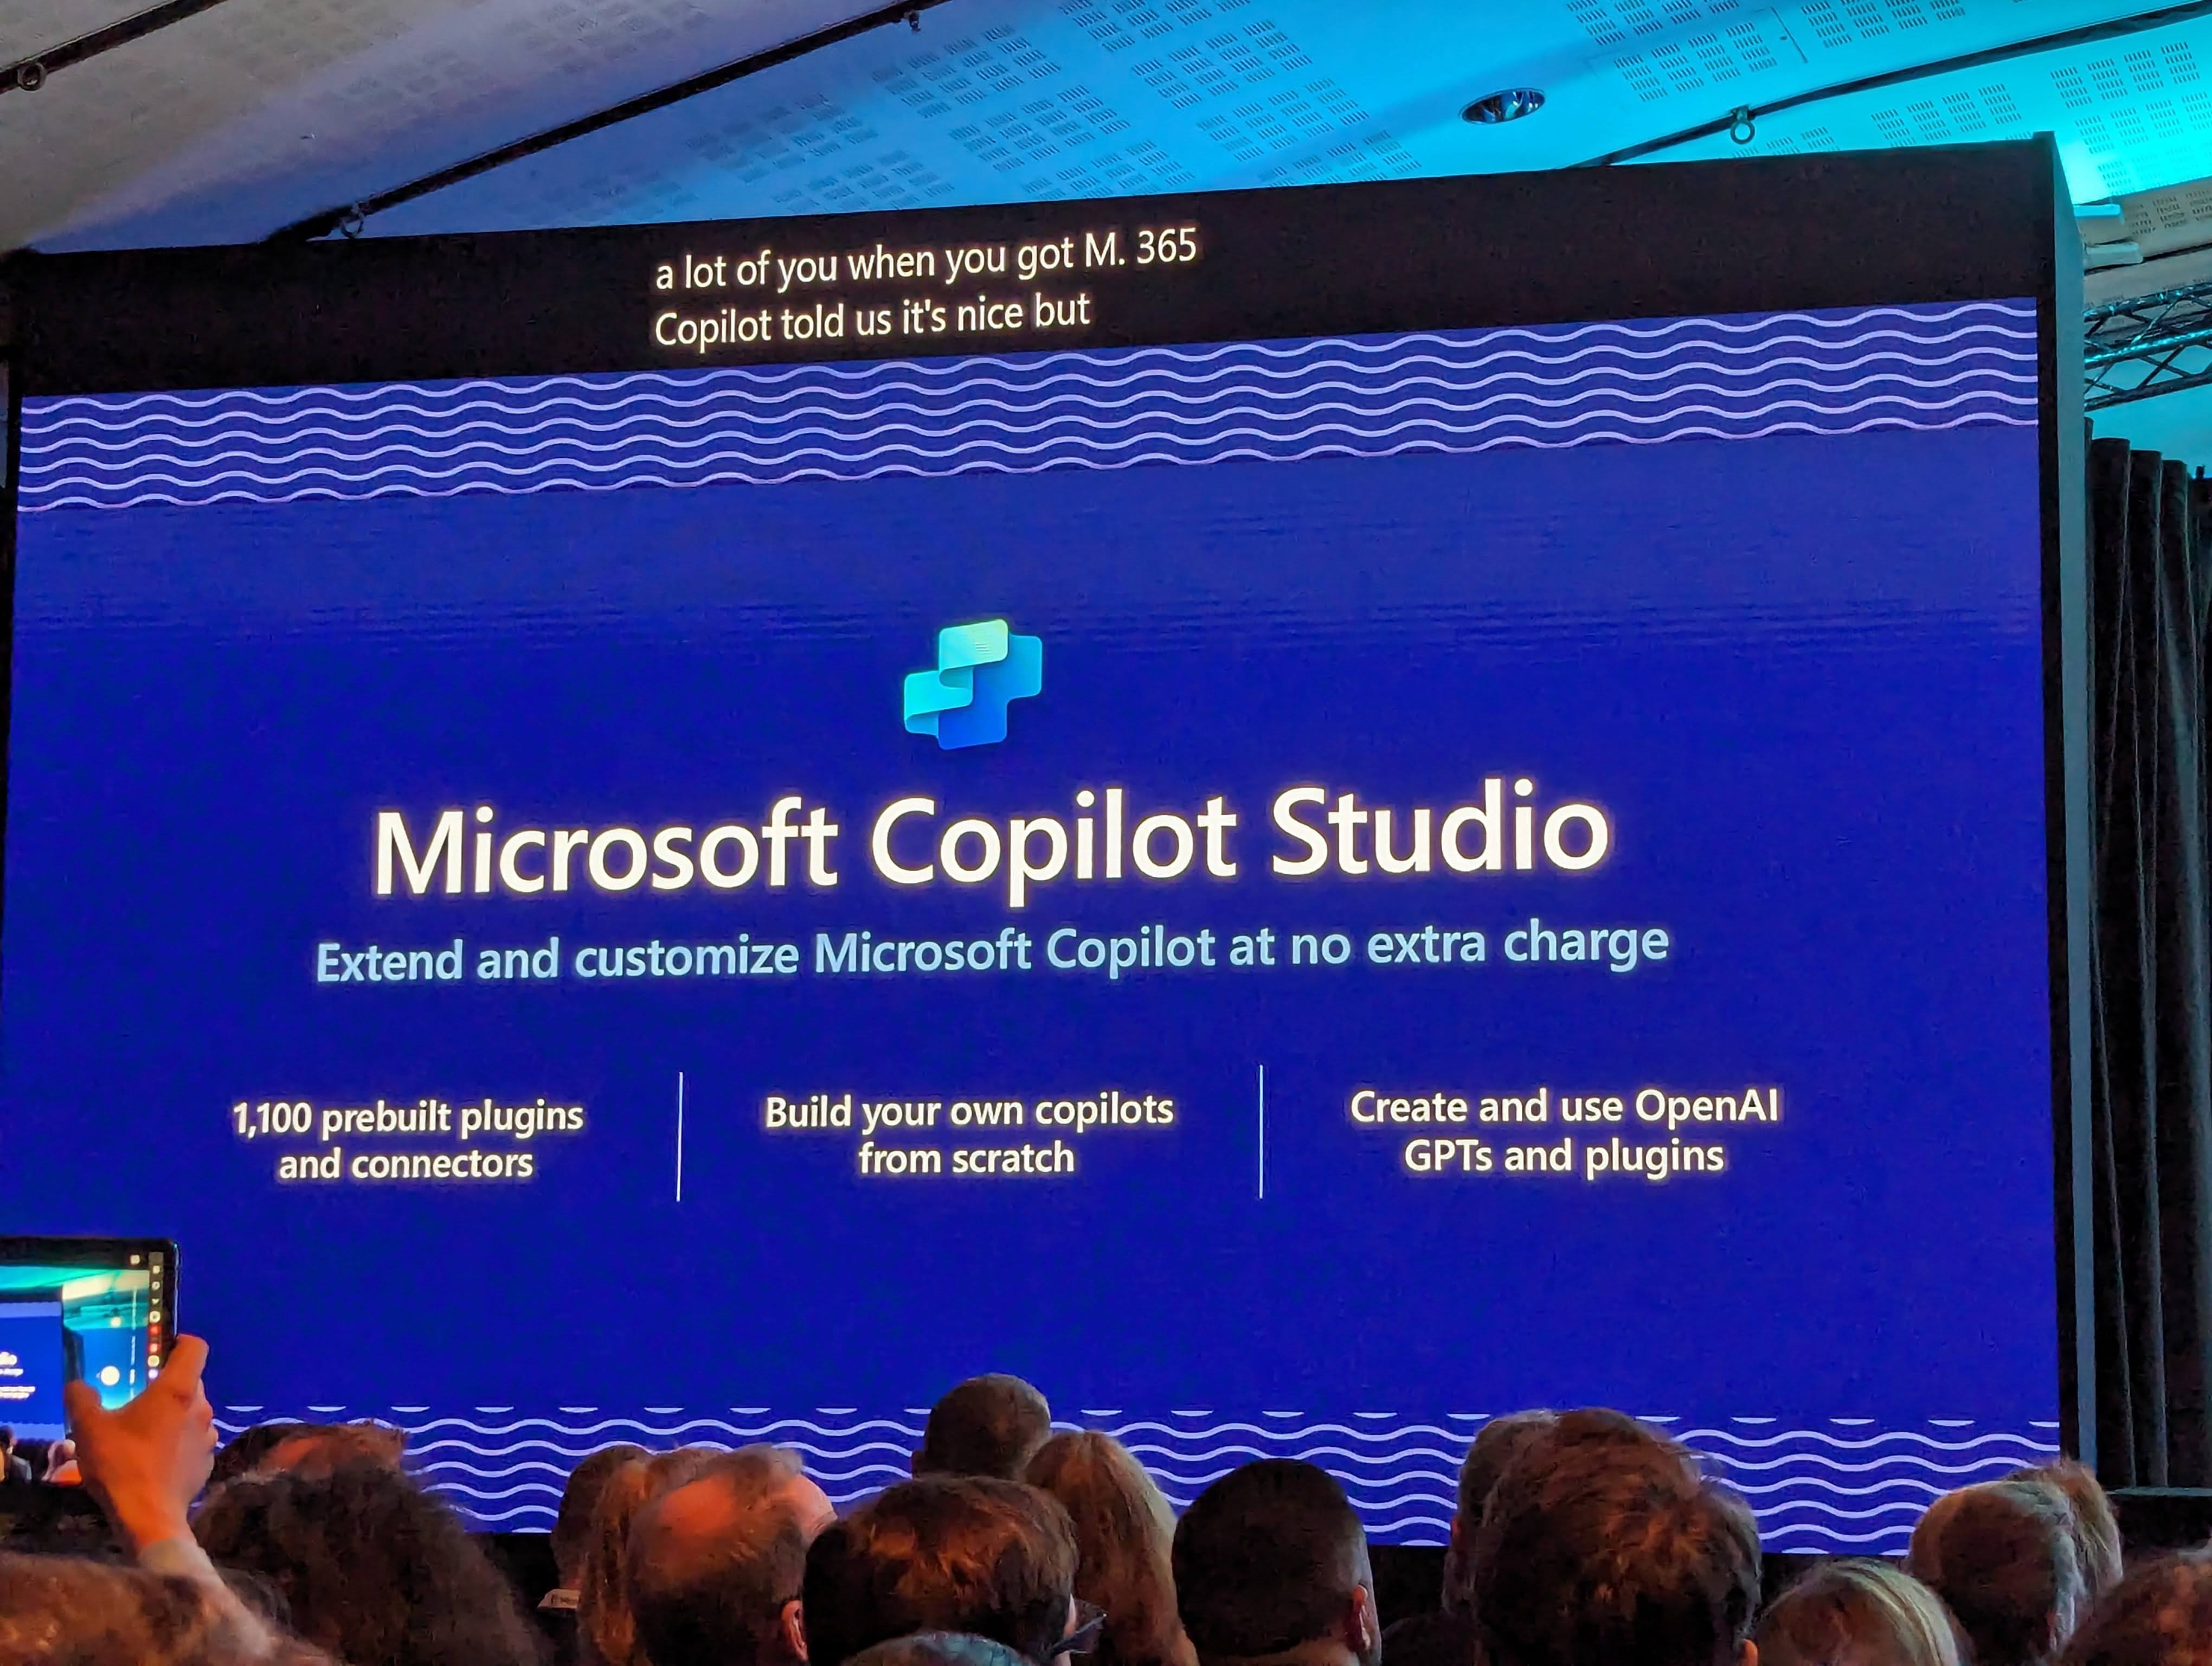 a lot of you when you got M. 365
Copilot told us it's nice but
Microsoft Copilot Studio
Extend and customize Microsoft Copilot at no extra charge
1,100 prebuilt plugins
and connectors
Build your own copilots
from scratch
Create and use OpenAI
GPTs and plugins